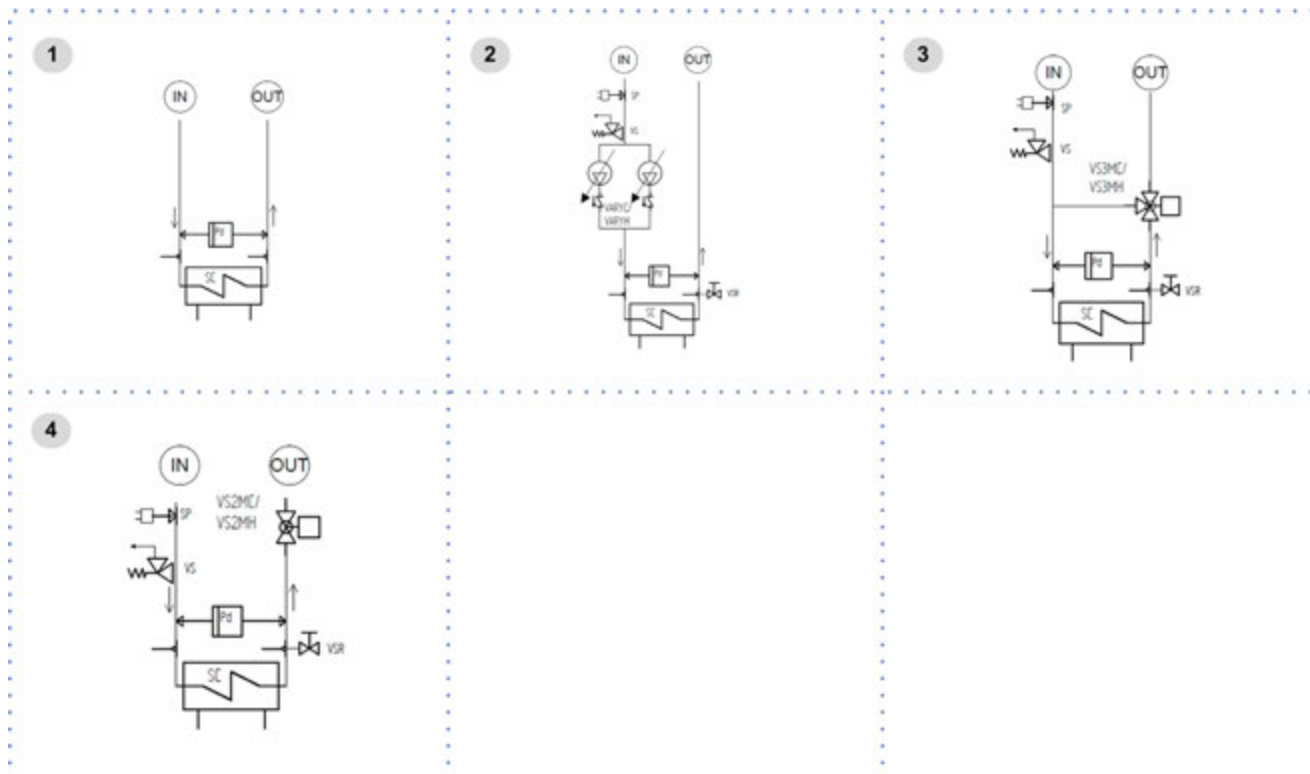 1
IN
OUT
Pd
SC
2
IN
OUT
SP
VS
VARYC/
VARYH
Pd
VSR
SC
3
IN
OUT
SP
VS
VS3MC/
VS3MH
Pd
VSR
SC
4
IN
OUT
SP
VS2MC/
VS2MH
VS
Pd
VSR
SC